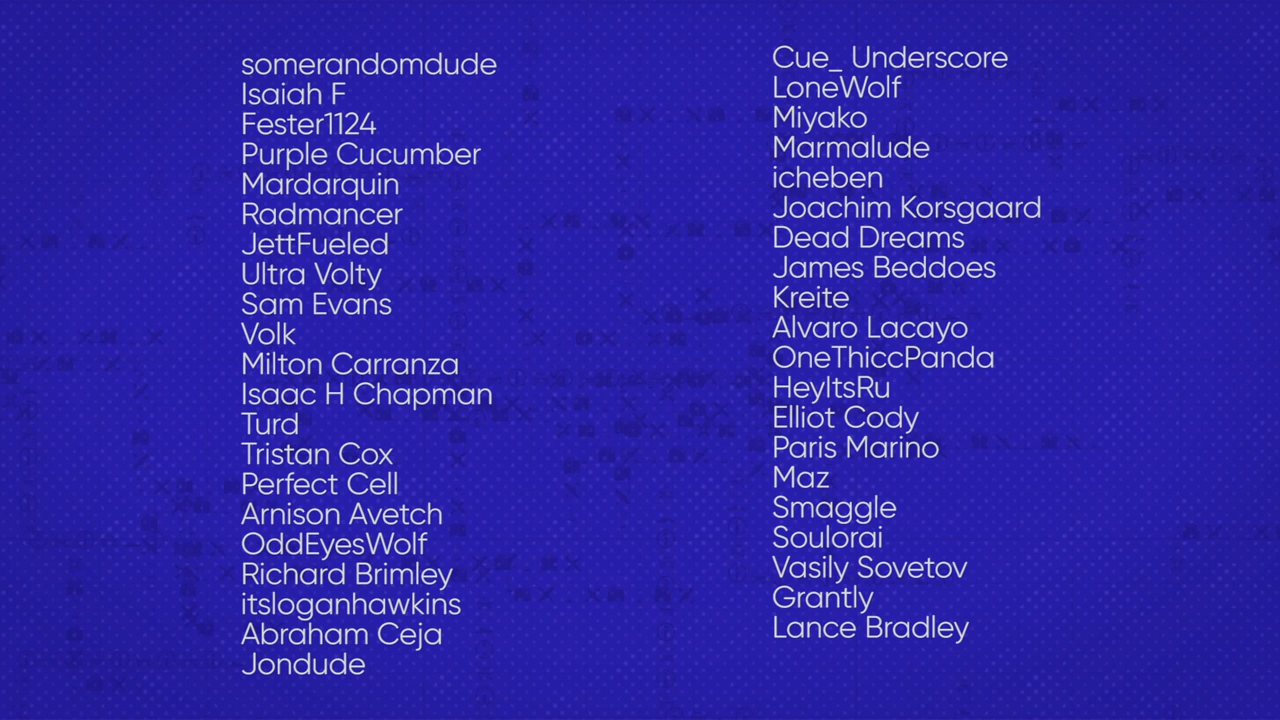 somerandomdude
Isaiah F
Fester1124
Purple Cucumber
Mardarquin
Radmancer
JettFueled
Ultra Volty
Sam Evans
Volk
Milton Carranza
Isaac H Chapman
Turd
Tristan Cox
Perfect Cell
Arnison Avetch
OddEyesWolf
Richard Brimley
itsloganhawkins
Abraham Ceja
Jondude
Cue_ Underscore
LoneWolf
Miyako
Marmalude
icheben
Joachim Korsgaard
Dead Dreams
James Beddoes
Kreite
Alvaro Lacayo
OneThiccPanda
HeyItsRu
Elliot Cody
Paris Marino
Maz
Smaggle
Soulorai
Vasily Sovetov
Grantly
Lance Bradley